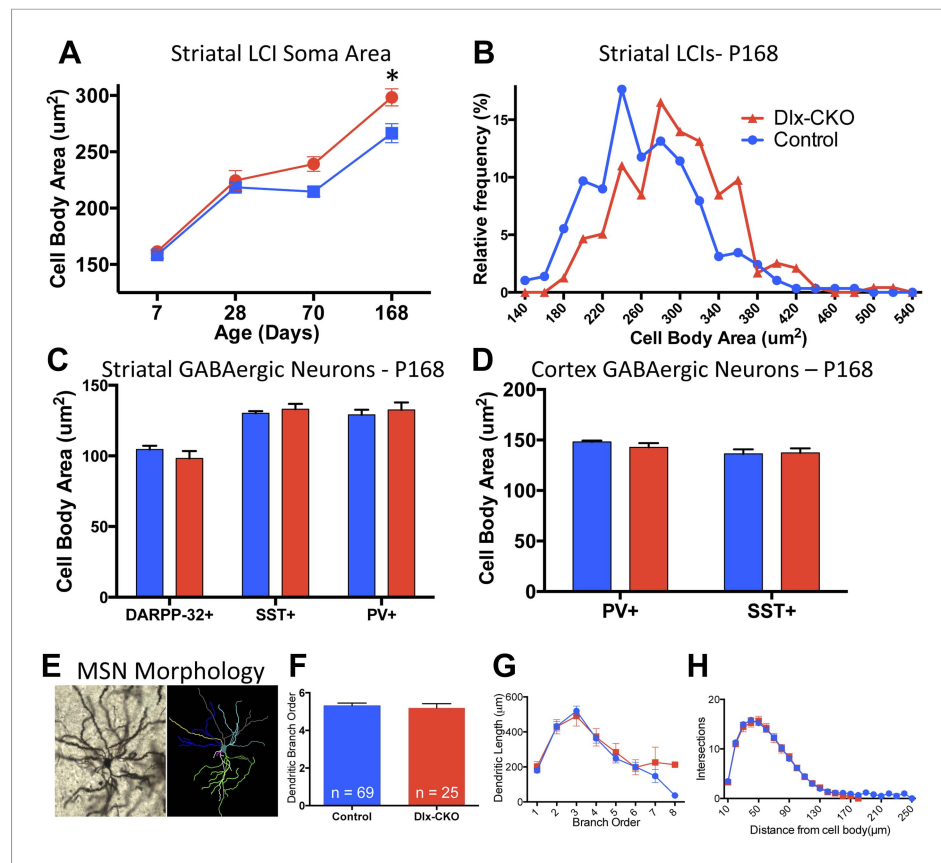 A Striatal LCI Soma Area
*
Cell Body Area (um2)
300
250
200
150
7 28 70 168
Age (Days)
B Striatal LCIs- P168
Relative frequency (%)
15
10
5
0
Dlx-CKO
Control
140 180 220 260 300 340 380 420 460 500 540
Cell Body Area (um²)
C Striatal GABAergic Neurons - P168
Cell Body Area (um²)
150
100
50
0
DARPP-32+ SST+ PV+
D Cortex GABAergic Neurons – P168
Cell Body Area (um²)
200
150
100
50
0
PV+ SST+
E MSN Morphology
F
Dendritic Branch Order
6
3
0
n = 69 n = 25
Control Dlx-CKO
G
Dendritic Length (µm)
600
400
200
0
1 2 3 4 5 6 7 8
Branch Order
H
Intersections
20
10
0
10 50 90 130 170 210 250
Distance from cell body(µm)